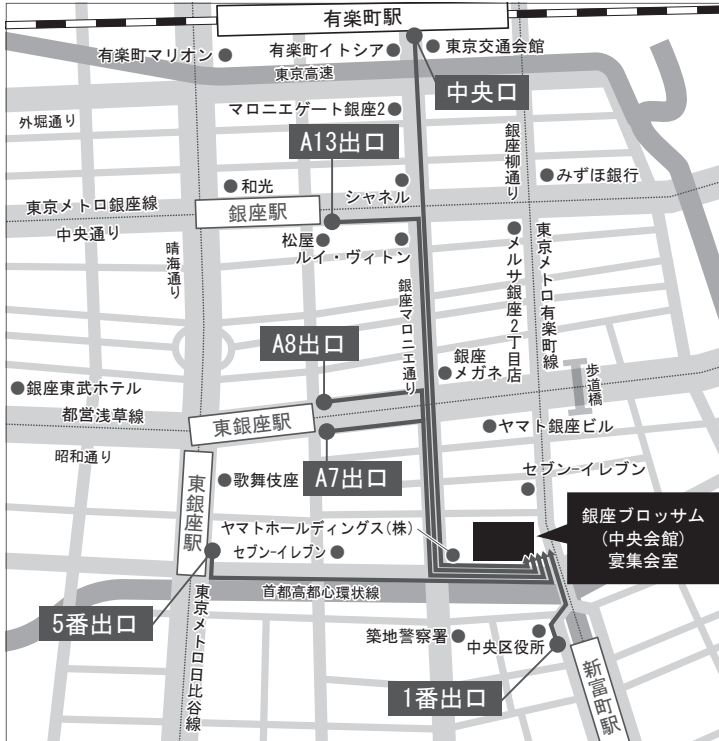 有楽町駅
有楽町マリオン
有楽町イトシア
東京交通会館
東京高速
中央口
マロニエゲート銀座2
外堀通り
A13出口
銀座柳通り
和光
シャネル
みずほ銀行
東京メトロ銀座線
銀座駅
中央通り
松屋
ルイ・ヴィトン
晴海通り
メルサ銀座2丁目店
東京メトロ有楽町線
銀座マロニエ通り
A8出口
銀座
メガネ
歩道橋
銀座東武ホテル
都営浅草線
東銀座駅
ヤマト銀座ビル
昭和通り
セブン-イレブン
歌舞伎座
A7出口
東銀座駅
ヤマトホールディングス(株)
セブン-イレブン
銀座ブロッサム
(中央会館)
宴集会室
首都高都心環状線
5番出口
東京メトロ日比谷線
築地警察署
中央区役所
1番出口
新富町駅